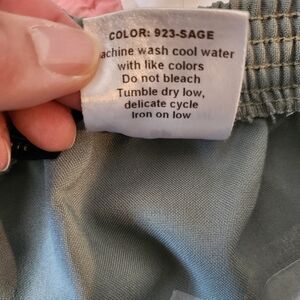 COLOR: 923-SAGE
achine wash cool water
with like colors
Do not bleach
Tumble dry low,
delicate cycle
Iron on low